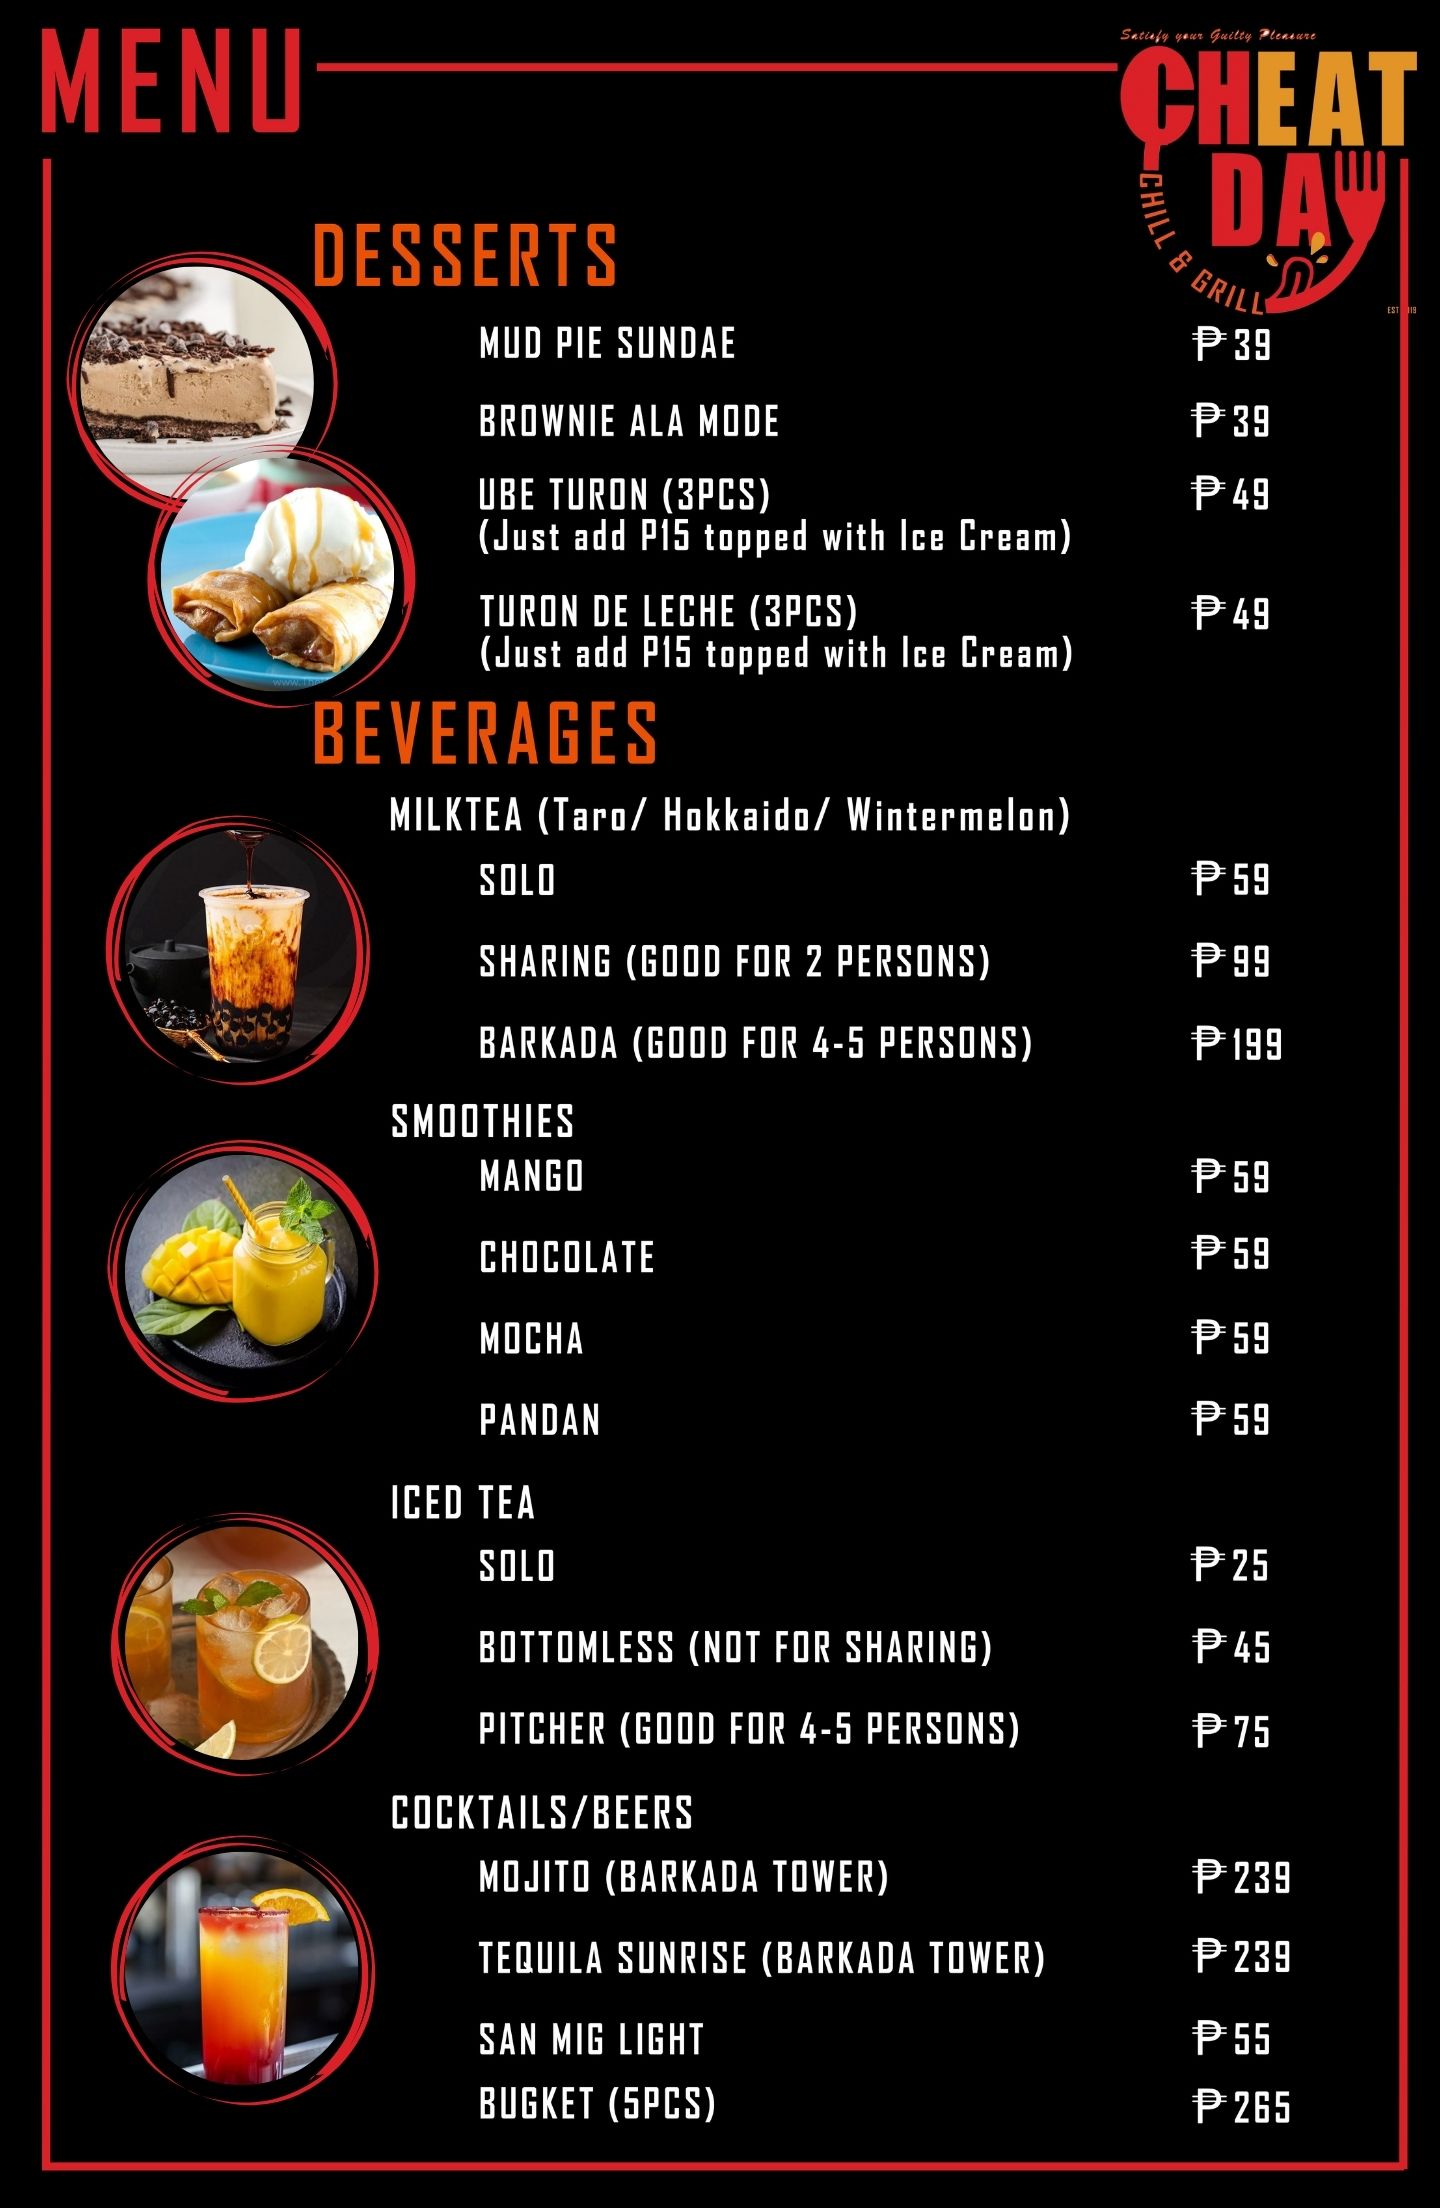 MENU
Satisfy your Guilty Pleasure
CHEAT
DAY
CHILL & GRILL
DESSERTS
MUD PIE SUNDAE ₱39
BROWNIE ALA MODE ₱39
UBE TURON (3PCS) ₱49
(Just add P15 topped with Ice Cream)
TURON DE LECHE (3PCS) ₱49
(Just add P15 topped with Ice Cream)
BEVERAGES
MILKTEA (Taro/ Hokkaido/ Wintermelon)
SOLO ₱59
SHARING (GOOD FOR 2 PERSONS) ₱99
BARKADA (GOOD FOR 4-5 PERSONS) ₱199
SMOOTHIES
MANGO ₱59
CHOCOLATE ₱59
MOCHA ₱59
PANDAN ₱59
ICED TEA
SOLO ₱25
BOTTOMLESS (NOT FOR SHARING) ₱45
PITCHER (GOOD FOR 4-5 PERSONS) ₱75
COCKTAILS/BEERS
MOJITO (BARKADA TOWER) ₱239
TEQUILA SUNRISE (BARKADA TOWER) ₱239
SAN MIG LIGHT ₱55
BUGKET (5PCS) ₱265